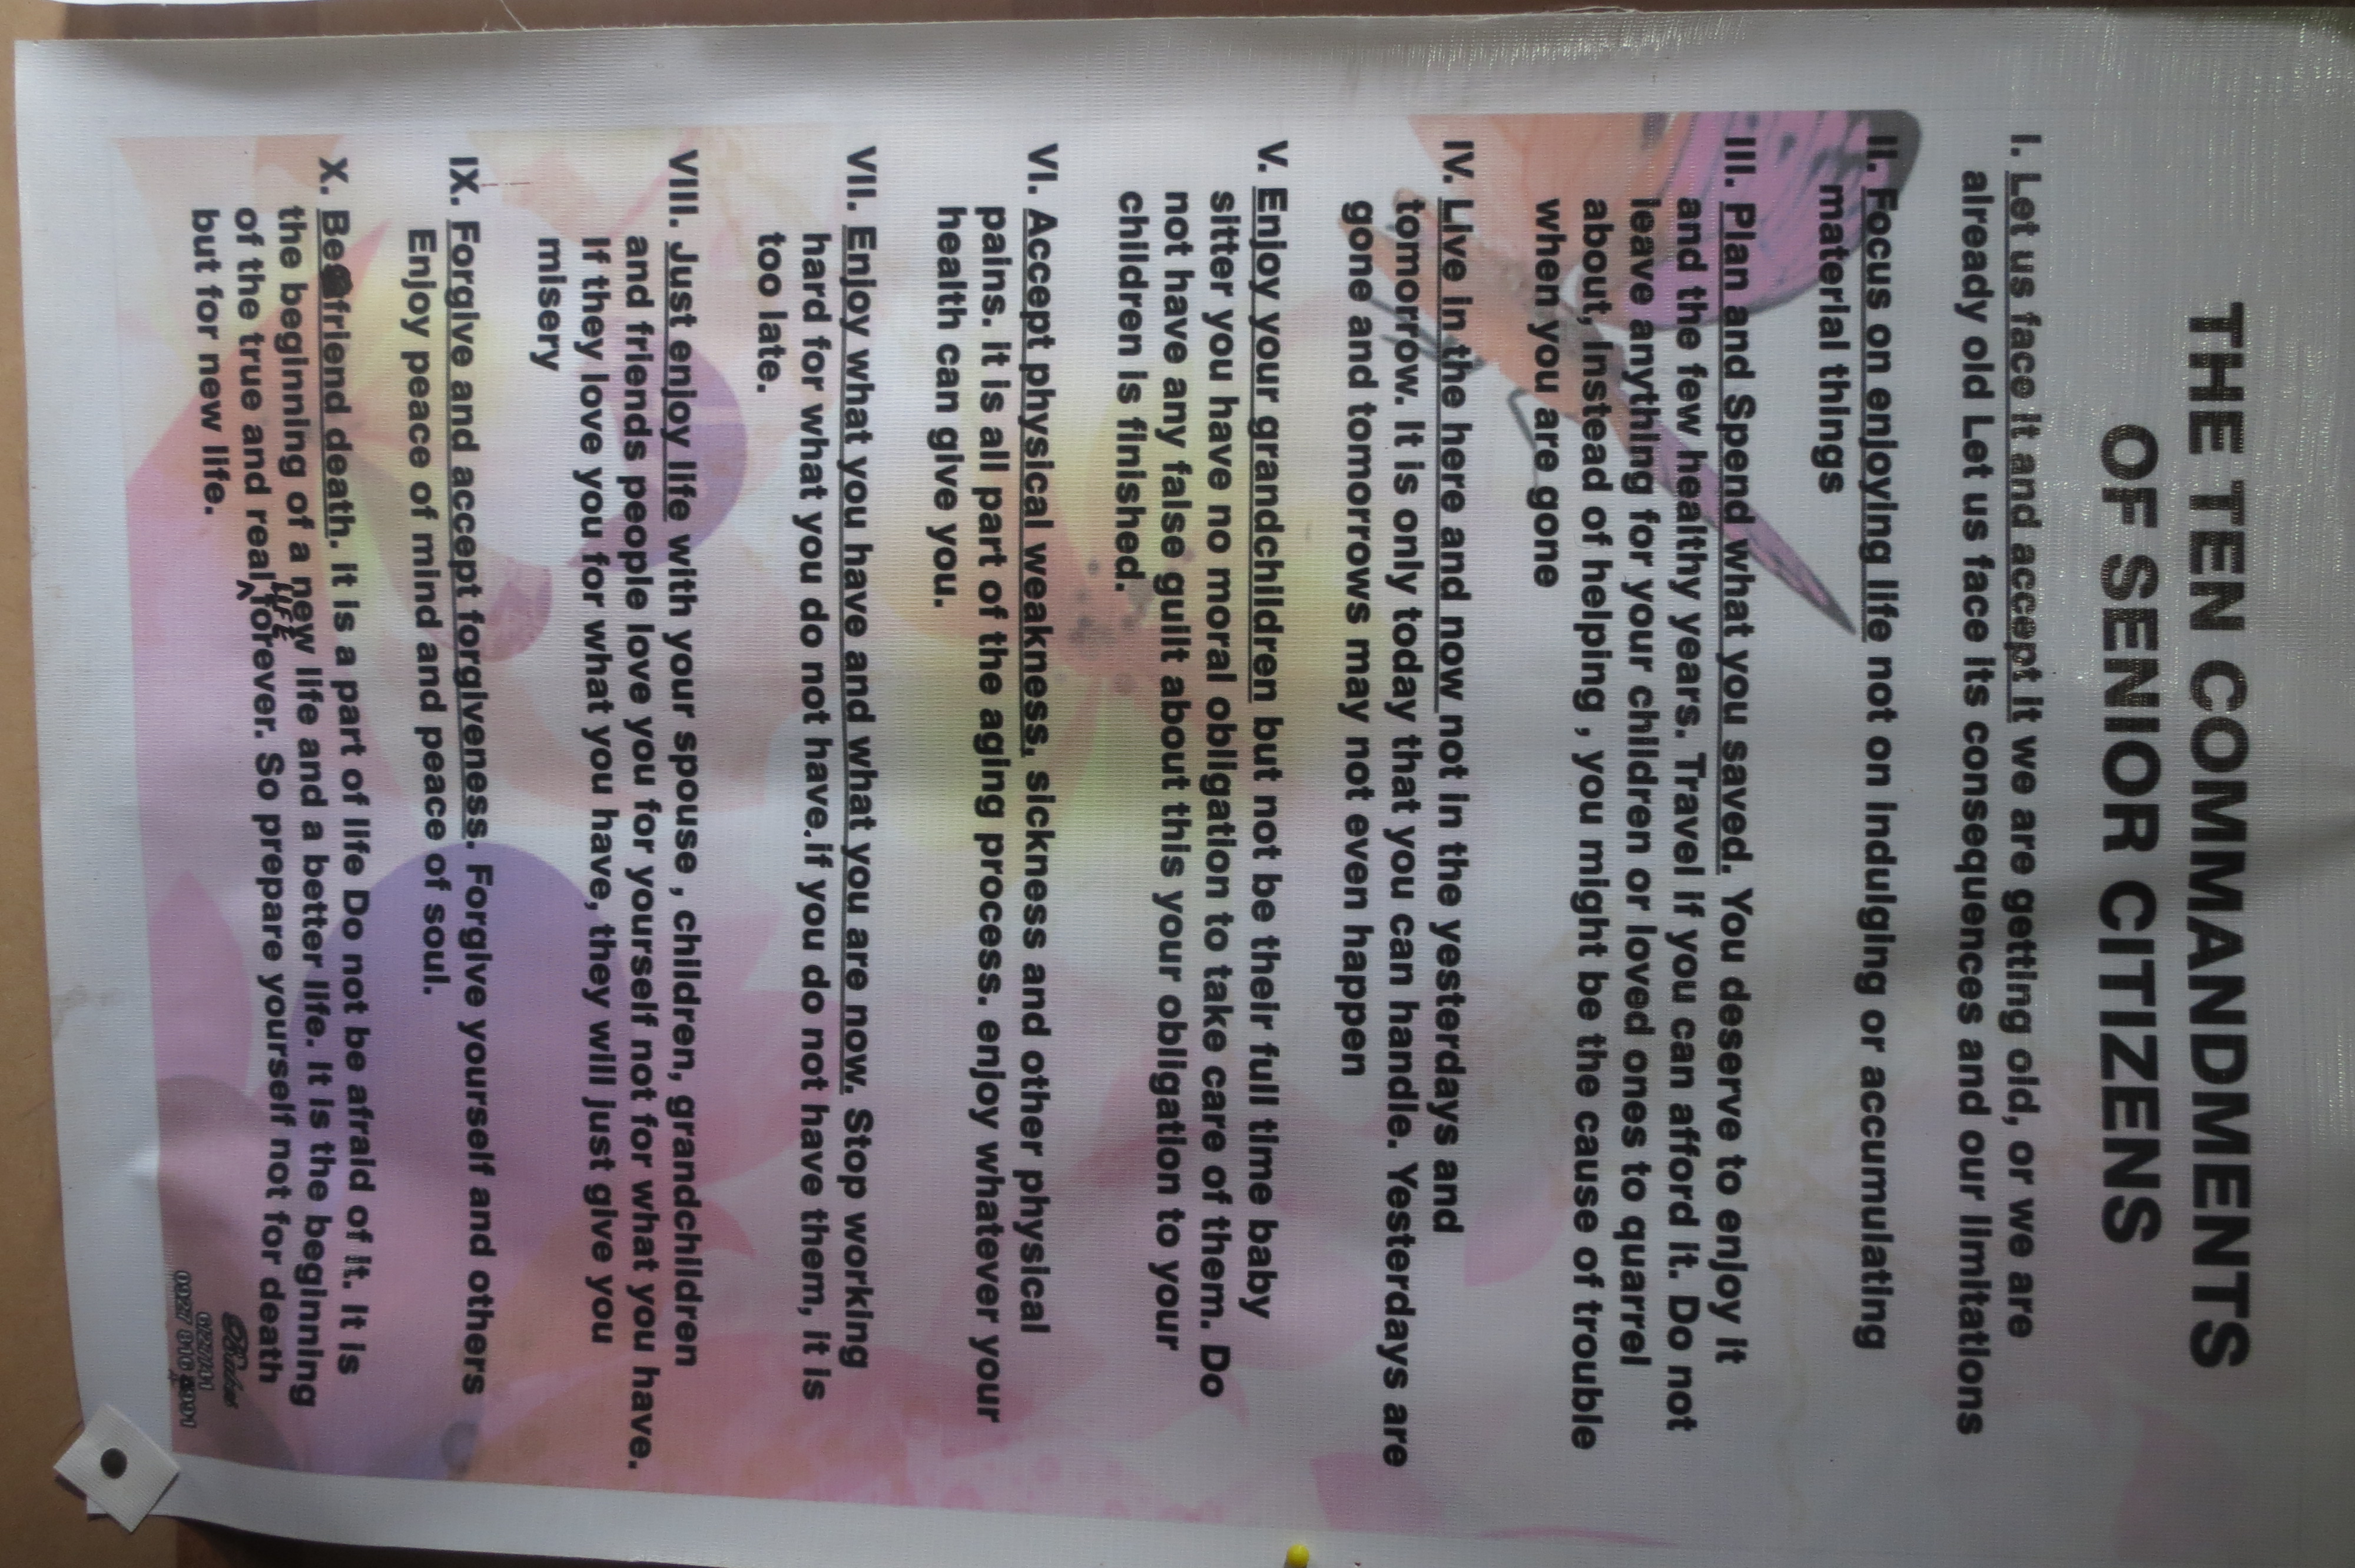 THE TEN COMMANDMENTS
OF SENIOR CITIZENS
I. Let us face it and accept it we are getting old, or we are
already old Let us face its consequences and our limitations
II. Focus on enjoying life not on indulging or accumulating
material things
III. Plan and Spend what you saved. You deserve to enjoy it
and the few healthy years. Travel if you can afford it. Do not
leave anything for your children or loved ones to quarrel
about, Instead of helping , you might be the cause of trouble
when you are gone
IV. Live in the here and now not in the yesterdays and
tomorrow. It is only today that you can handle. Yesterdays are
gone and tomorrows may not even happen
V. Enjoy your grandchildren but not be their full time baby
sitter you have no moral obligation to take care of them. Do
not have any false guilt about this your obligation to your
children is finished.
VI. Accept physical weakness, sickness and other physical
pains. it is all part of the aging process. enjoy whatever your
health can give you.
VII. Enjoy what you have and what you are now. Stop working
hard for what you do not have.if you do not have them, it is
too late.
VIII. Just enjoy life with your spouse , children, grandchildren
and friends people love you for yourself not for what you have.
If they love you for what you have, they will just give you
misery
IX. Forgive and accept forgiveness. Forgive yourself and others
Enjoy peace of mind and peace of soul.
X. Befriend death. it is a part of life Do not be afraid of it. It is
the beginning of a new life and a better life. It is the beginning
of the true and real LIFE forever. So prepare yourself not for death
but for new life.
6/27/41
0927 816